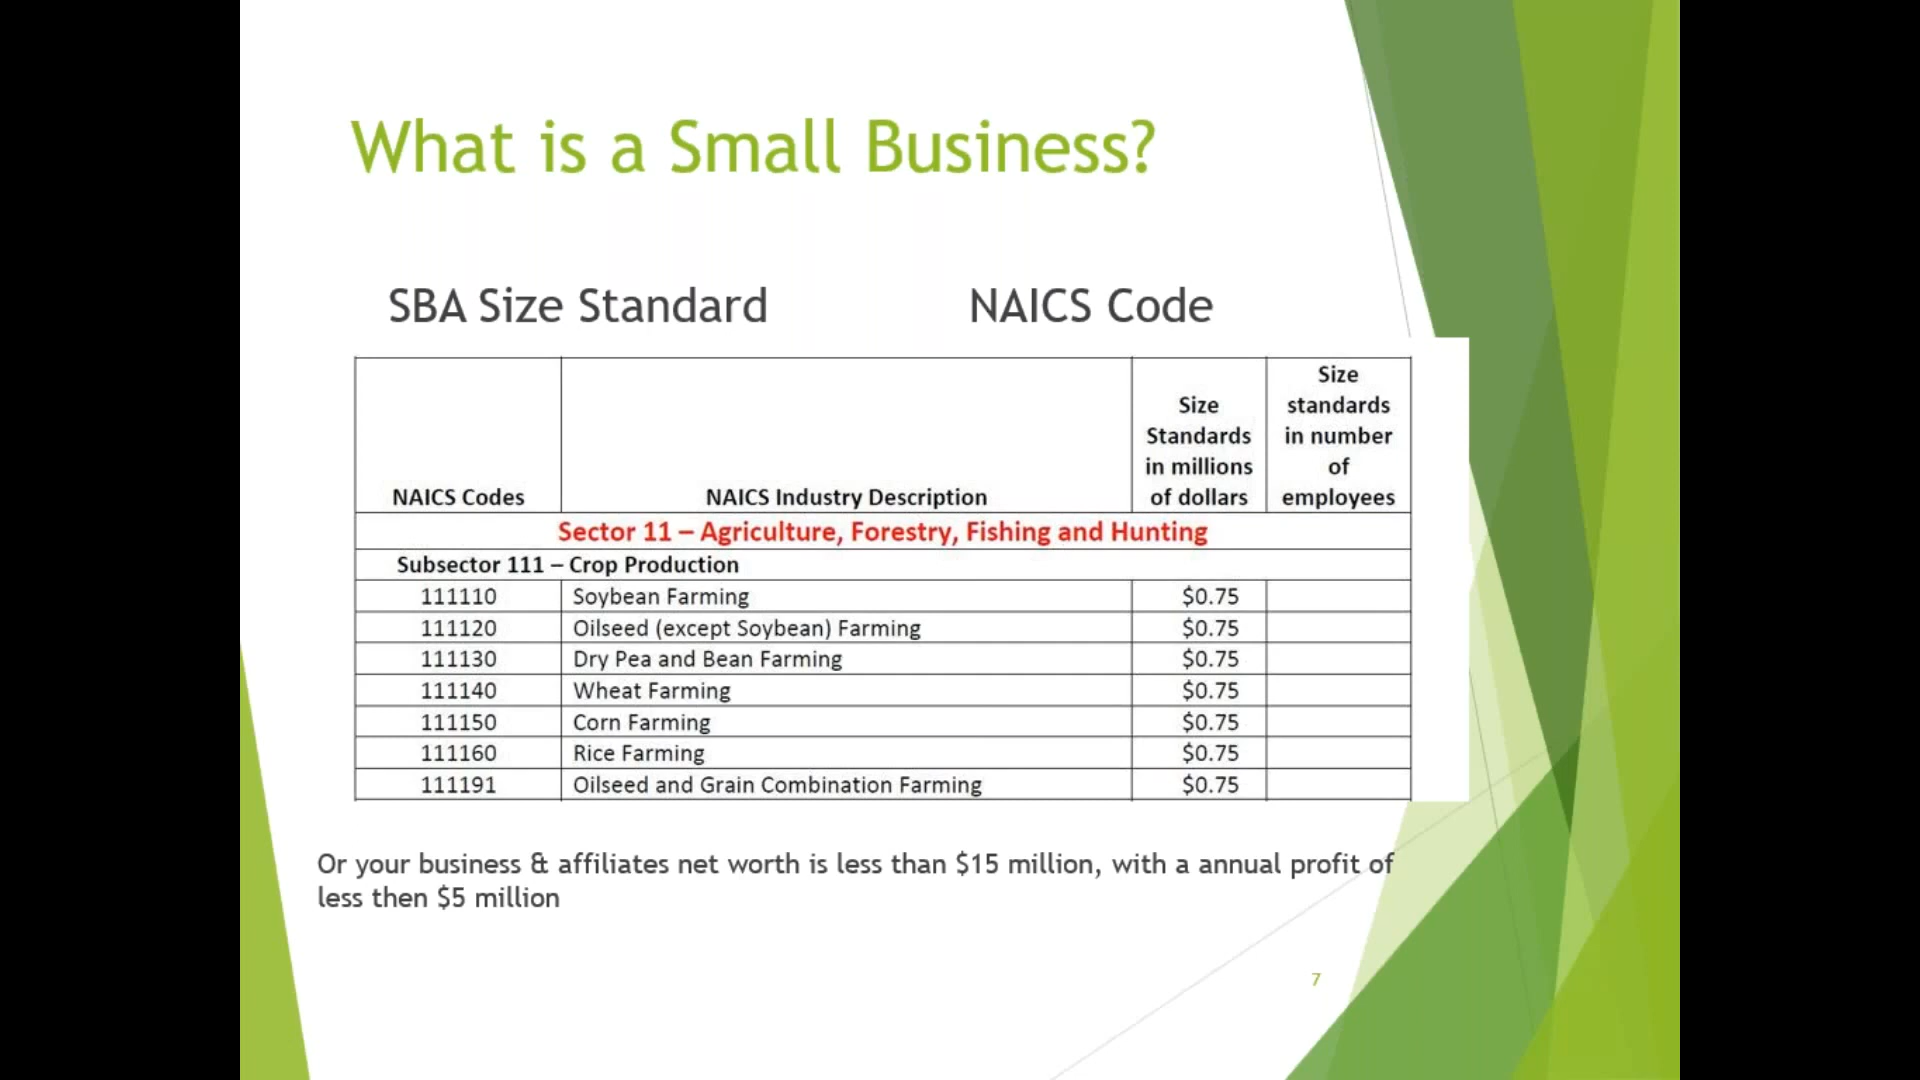 What is a Small Business?
SBA Size Standard NAICS Code
NAICS Codes
NAICS Industry Description
Size
Standards
in millions
of dollars
Size
standards
in number
of
employees
Sector 11 – Agriculture, Forestry, Fishing and Hunting
Subsector 111 – Crop Production
111110 Soybean Farming $0.75
111120 Oilseed (except Soybean) Farming $0.75
111130 Dry Pea and Bean Farming $0.75
111140 Wheat Farming $0.75
111150 Corn Farming $0.75
111160 Rice Farming $0.75
111191 Oilseed and Grain Combination Farming $0.75
Or your business & affiliates net worth is less than $15 million, with a annual profit of
less then $5 million
7